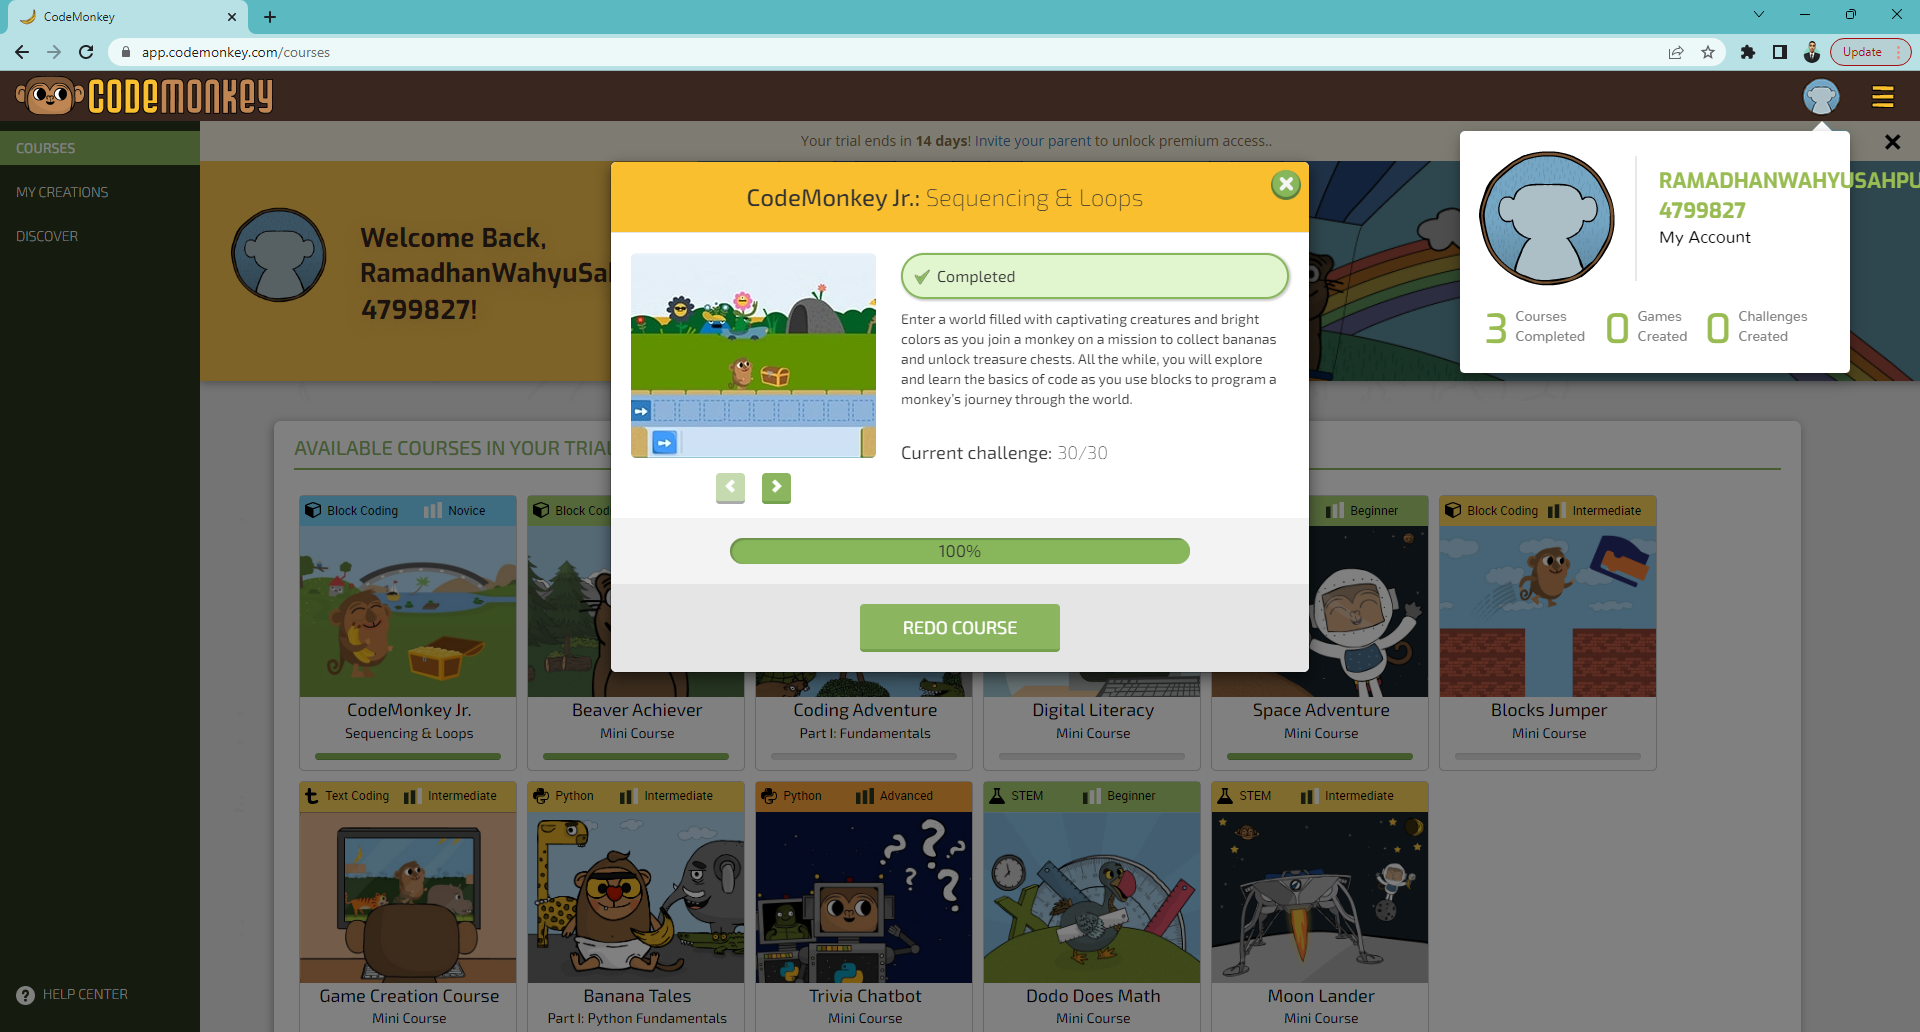 CodeMonkey
app.codemonkey.com/courses
Update
CODEMONKEY
COURSES
MY CREATIONS
DISCOVER
HELP CENTER
Your trial ends in 14 days! Invite your parent to unlock premium access..
Welcome Back,
RamadhanWahyuSal
4799827!
RAMADHANWAHYUSAHPU
4799827
My Account
3 Courses Completed
0 Games Created
0 Challenges Created
CodeMonkey Jr.: Sequencing & Loops
Completed
Enter a world filled with captivating creatures and bright
colors as you join a monkey on a mission to collect bananas
and unlock treasure chests. All the while, you will explore
and learn the basics of code as you use blocks to program a
monkey's journey through the world.
Current challenge: 30/30
100%
REDO COURSE
AVAILABLE COURSES IN YOUR TRIAL
Block Coding Novice
Block Cod
Beginner
Block Coding Intermediate
CodeMonkey Jr.
Sequencing & Loops
Beaver Achiever
Mini Course
Coding Adventure
Part I: Fundamentals
Digital Literacy
Mini Course
Space Adventure
Mini Course
Blocks Jumper
Mini Course
Text Coding Intermediate
Python Intermediate
Python Advanced
STEM Beginner
STEM Intermediate
Game Creation Course
Mini Course
Banana Tales
Part I: Python Fundamentals
Trivia Chatbot
Mini Course
Dodo Does Math
Mini Course
Moon Lander
Mini Course